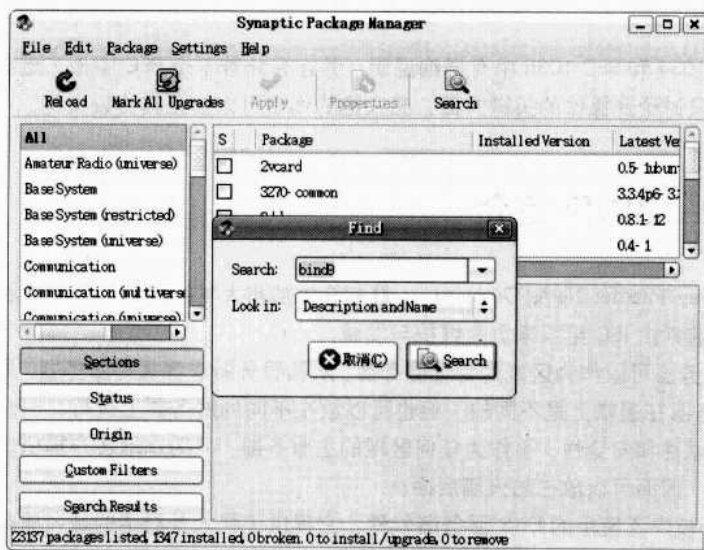 Synaptic Package Manager
File Edit Package Settings Help
Reload Mark All Upgrades Apply Properties Search
All
Amateur Radio (universe)
Base System
Base System (restricted)
Base System (universe)
Communication
Communication (multivers
Communication (universe)
S Package Installed Version Latest Ve
2vcard 0.5-1ubun
3270-common 3.3.4p6-3.
0.8.1-12
0.4-1
Find
Search: bind9
Look in: Description and Name
取消(C) Search
Sections
Status
Origin
Custom Filters
Search Results
23137 packages listed, 1347 installed, 0 broken. 0 to install/upgrade, 0 to remove